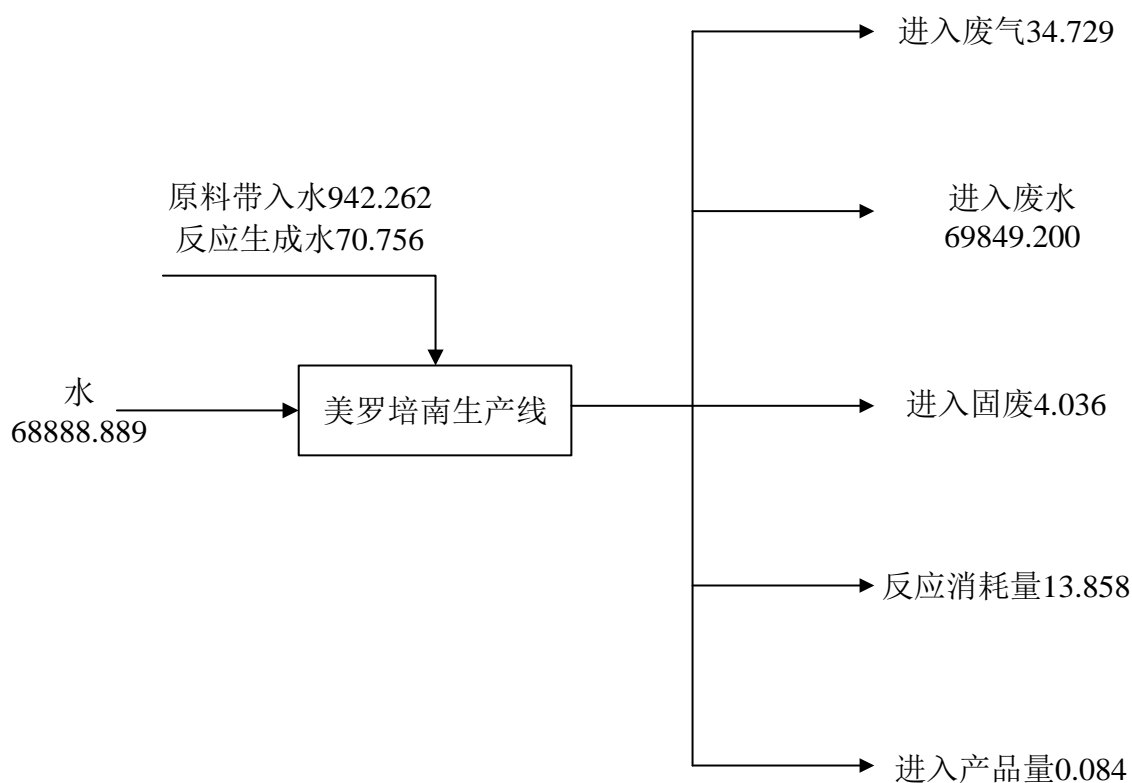 进入废气34.729
原料带入水942.262
反应生成水70.756
进入废水
69849.200
水
68888.889
美罗培南生产线
进入固废4.036
反应消耗量13.858
进入产品量0.084